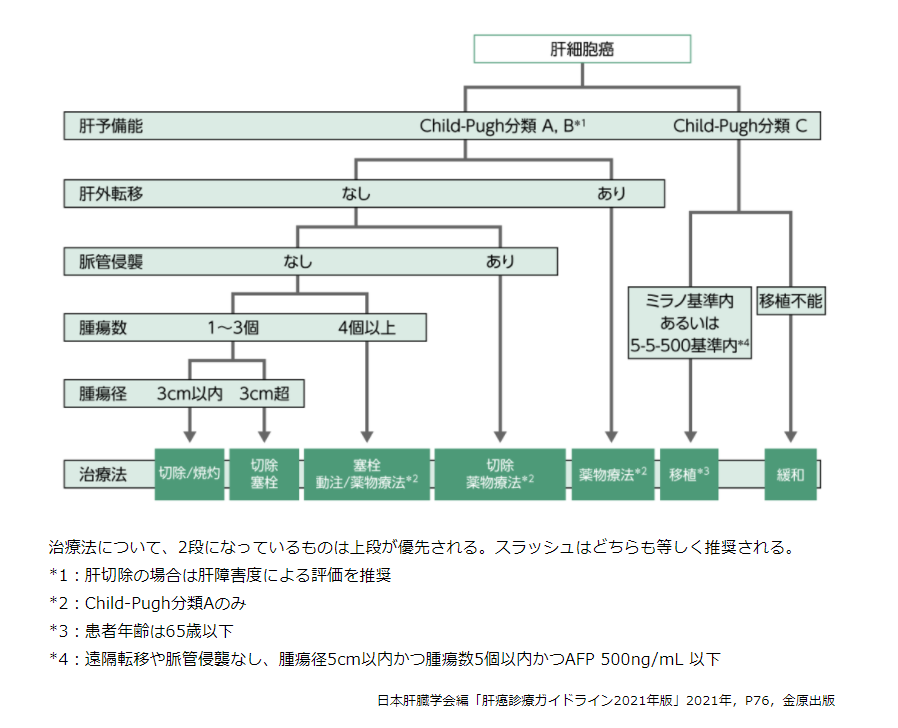 肝細胞癌
肝予備能 Child-Pugh分類 A, B*1 Child-Pugh分類 C
肝外転移 なし あり
脈管侵襲 なし あり
ミラノ基準内
あるいは
5-5-500基準内*4
移植不能
腫瘍数 1〜3個 4個以上
腫瘍径 3cm以内 3cm超
治療法
切除/焼灼
切除
塞栓
塞栓
動注/薬物療法*2
切除
薬物療法*2
薬物療法*2
移植*3
緩和
治療法について、2段になっているものは上段が優先される。スラッシュはどちらも等しく推奨される。
*1：肝切除の場合は肝障害度による評価を推奨
*2：Child-Pugh分類Aのみ
*3：患者年齢は65歳以下
*4：遠隔転移や脈管侵襲なし、腫瘍径5cm以内かつ腫瘍数5個以内かつAFP 500ng/mL 以下
日本肝臓学会編「肝癌診療ガイドライン2021年版」2021年，P76，金原出版